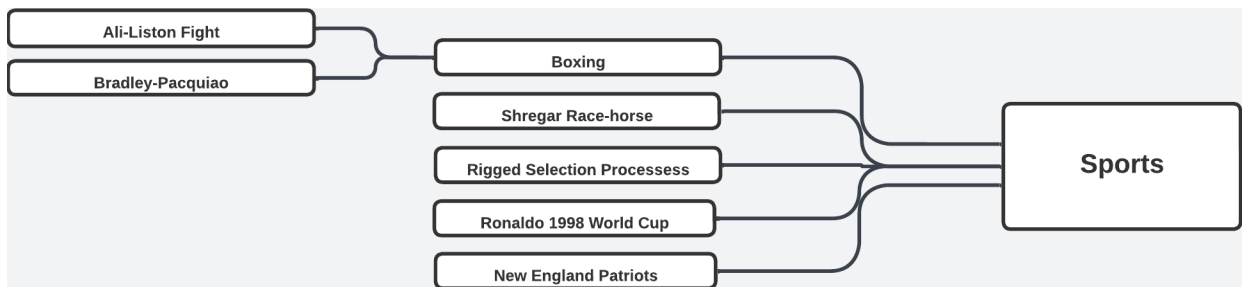 Ali-Liston Fight
Bradley-Pacquiao
Boxing
Shregar Race-horse
Rigged Selection Processess
Ronaldo 1998 World Cup
New England Patriots
Sports